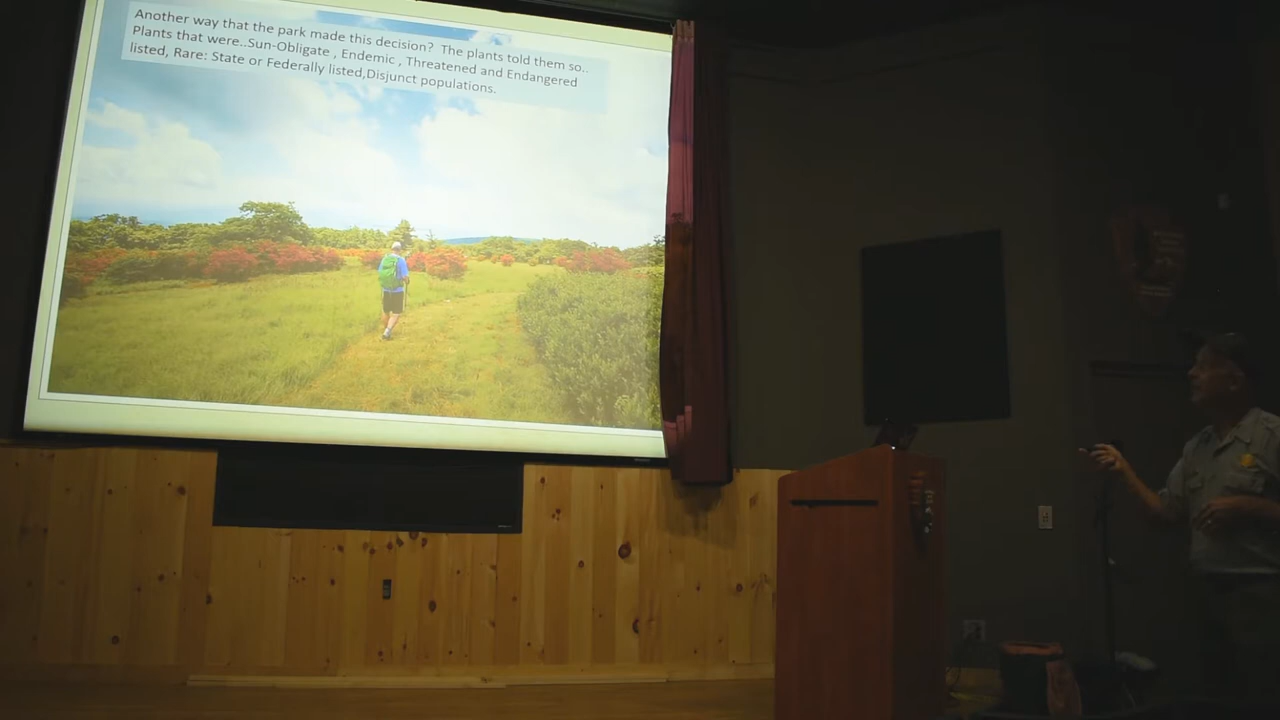 Another way that the park made this decision? The plants told them so..
Plants that were..Sun-Obligate , Endemic , Threatened and Endangered
listed, Rare: State or Federally listed,Disjunct populations.